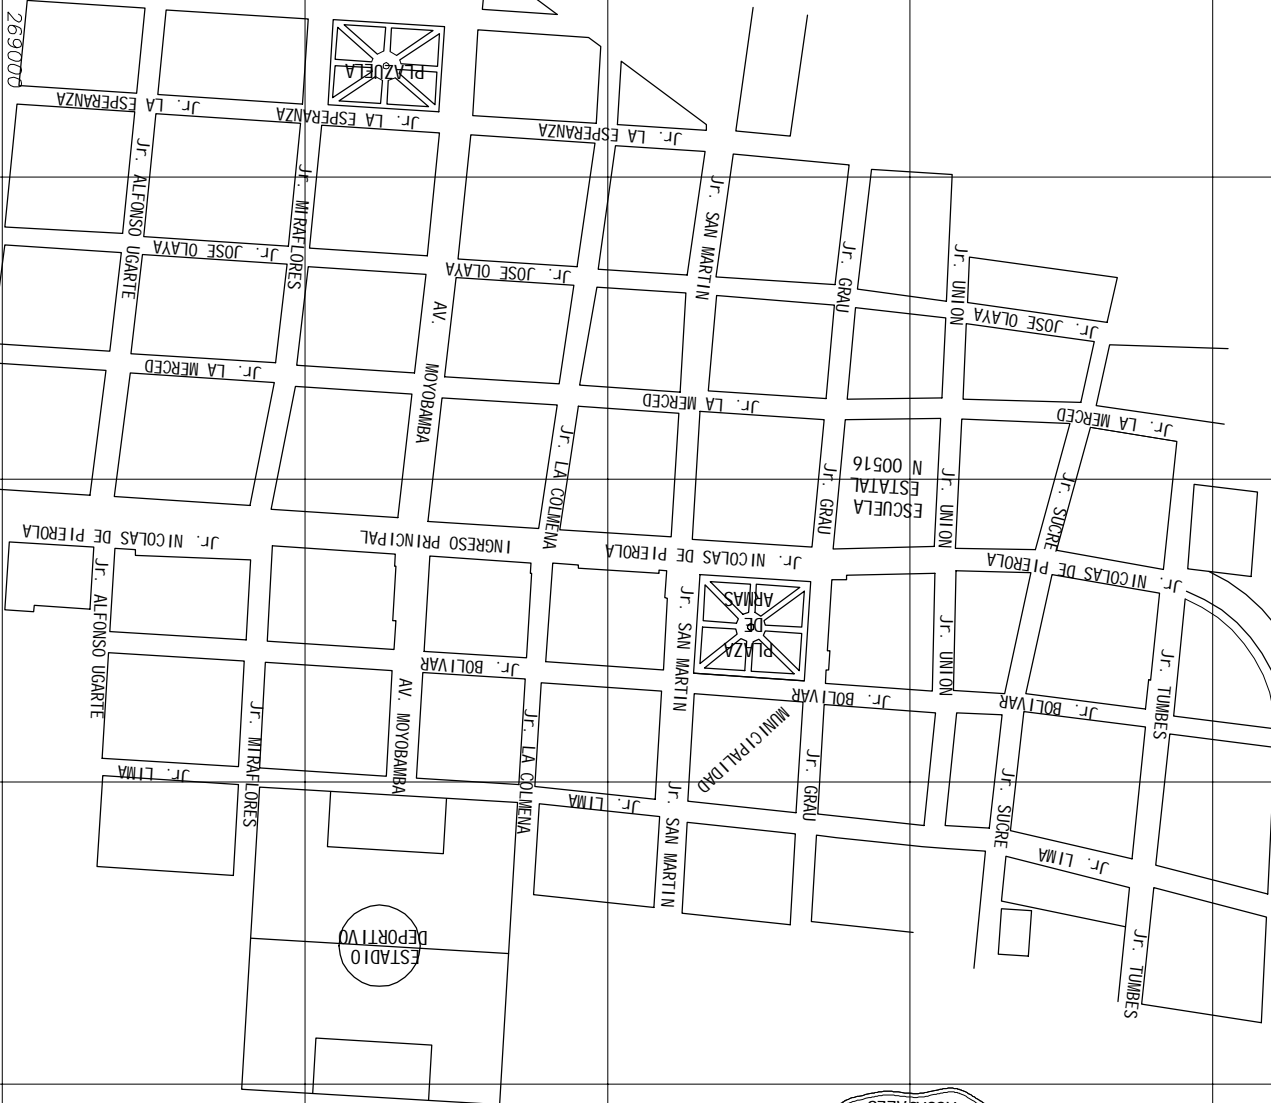 269000
PLAZUELA
Jr. LA ESPERANZA
Jr. LA ESPERANZA
Jr. LA ESPERANZA
Jr. ALFONSO UGARTE
Jr. MIRAFLORES
Jr. SAN MARTIN
Jr. JOSE OLAYA
Jr. JOSE OLAYA
Jr. GRAU
Jr. UNION
Jr. JOSE OLAYA
AV. MOYOBAMBA
Jr. LA MERCED
Jr. LA MERCED
Jr. LA MERCED
Jr. LA COLMENA
Jr. GRAU
ESCUELA
ESTATAL
N 00516
Jr. UNION
Jr. SUCRE
Jr. NICOLAS DE PIEROLA
INGRESO PRINCIPAL
Jr. NICOLAS DE PIEROLA
Jr. NICOLAS DE PIEROLA
Jr. ALFONSO UGARTE
Jr. SAN MARTIN
PLAZA
DE
ARMAS
Jr. UNION
Jr. TUMBES
Jr. BOLIVAR
Jr. BOLIVAR
Jr. BOLIVAR
AV. MOYOBAMBA
Jr. MIRAFLORES
Jr. LA COLMENA
MUNICIPALIDAD
Jr. GRAU
Jr. SUCRE
Jr. LIMA
Jr. LIMA
Jr. SAN MARTIN
Jr. LIMA
ESTADIO
DEPORTIVO
Jr. TUMBES